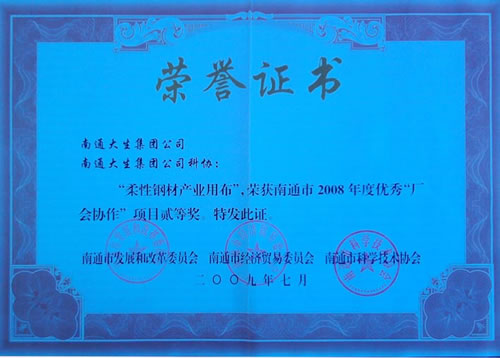 荣誉证书
南通大生集团公司
南通大生集团公司科协：
“柔性钢材产业用布”，荣获南通市 2008 年度优秀“厂
会协作” 项目贰等奖。特发此证。
南通市发展和改革委员会 南通市经济贸易委员会 南通市科学技术协会
二〇〇九年七月